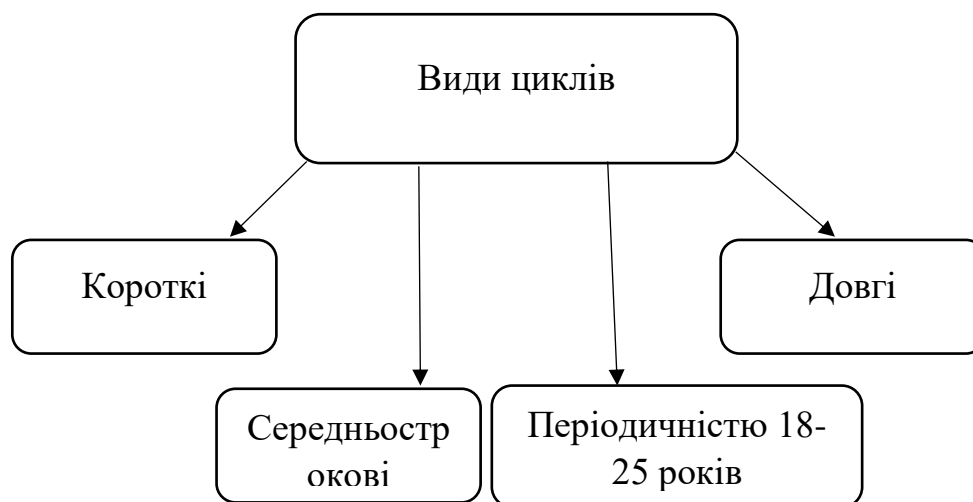 Види циклів
Короткі
Довгі
Середньостр
окові
Періодичністю 18-
25 років